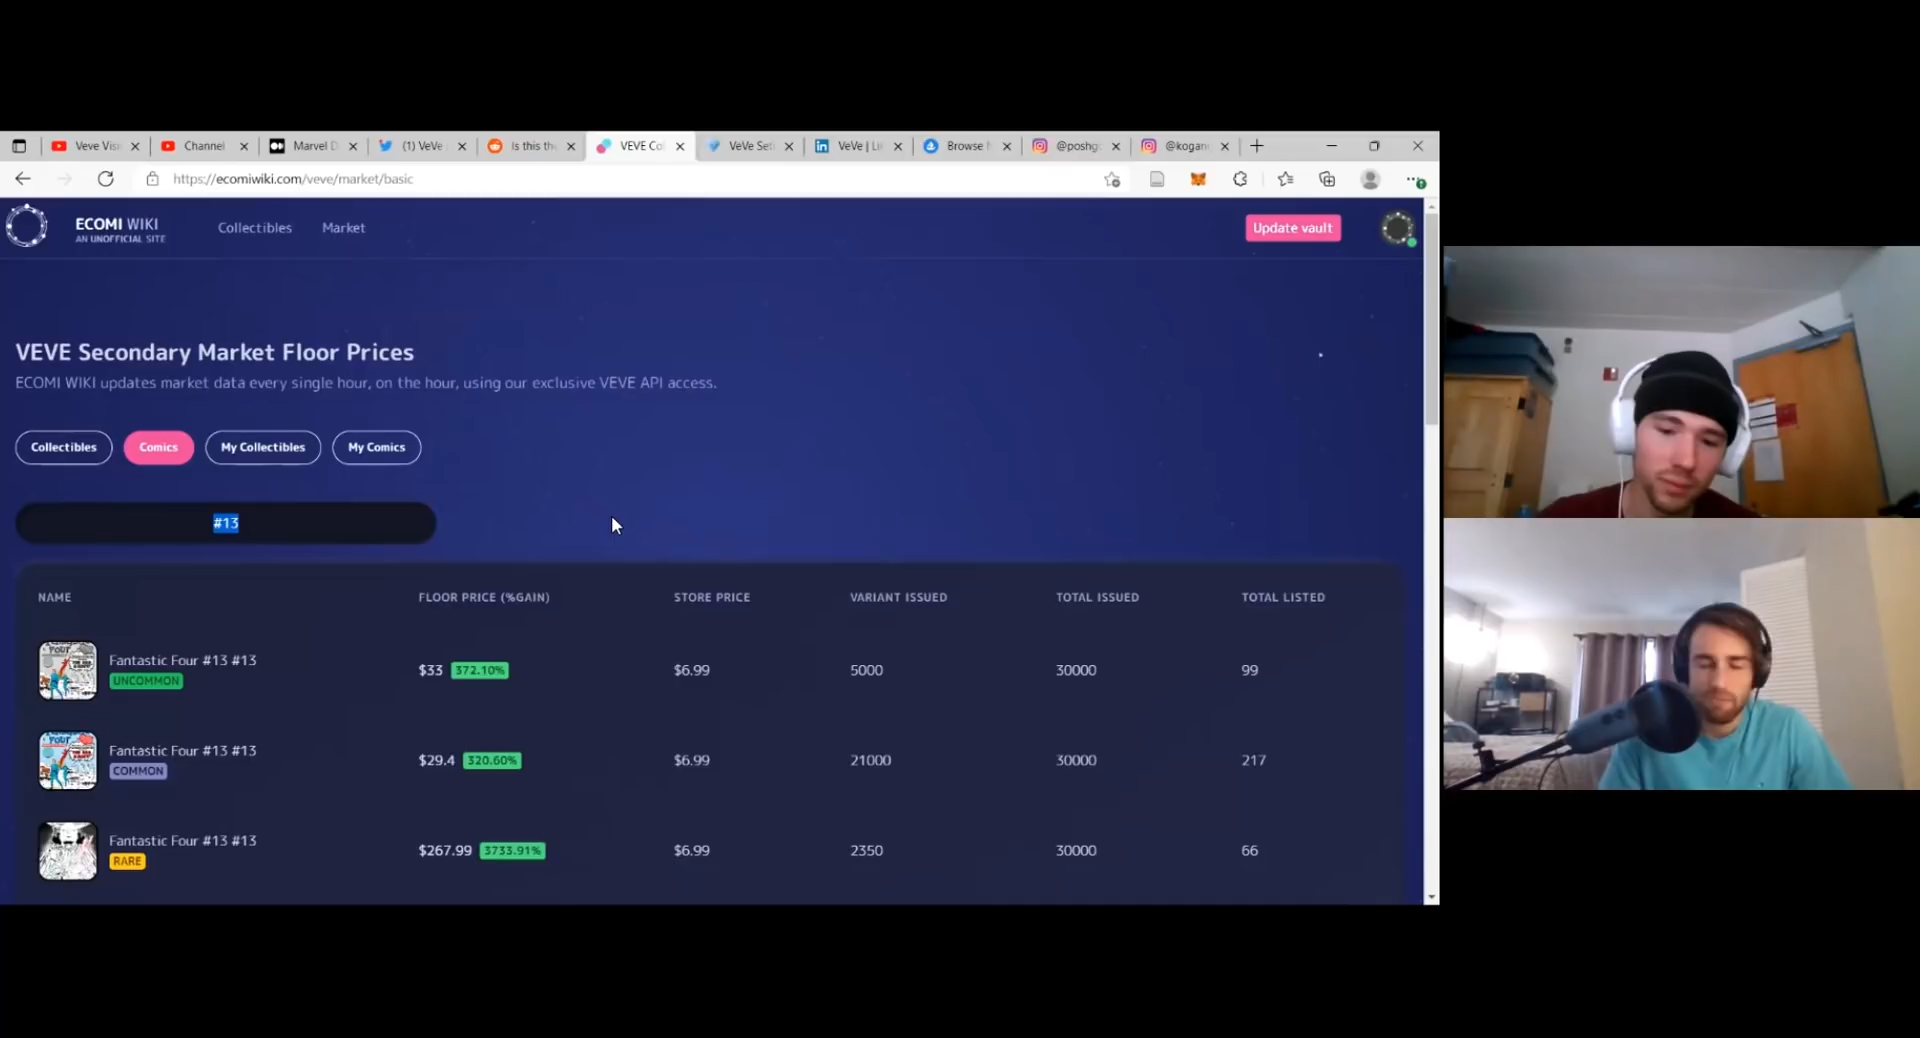 Veve Vis
Channel
Marvel D
(1) VeVe
Is this th
VEVE Co
VeVe Set
VeVe | Li
Browse
@poshg
@kogan
https://ecomiwiki.com/veve/market/basic
ECOMI WIKI
AN UNOFFICIAL SITE
Collectibles
Market
Update vault
VEVE Secondary Market Floor Prices
ECOMI WIKI updates market data every single hour, on the hour, using our exclusive VEVE API access.
Collectibles
Comics
My Collectibles
My Comics
#13
NAME FLOOR PRICE (%GAIN) STORE PRICE VARIANT ISSUED TOTAL ISSUED TOTAL LISTED
Fantastic Four #13 #13
UNCOMMON
$33 372.10% $6.99 5000 30000 99
Fantastic Four #13 #13
COMMON
$29.4 320.60% $6.99 21000 30000 217
Fantastic Four #13 #13
RARE
$267.99 3733.91% $6.99 2350 30000 66